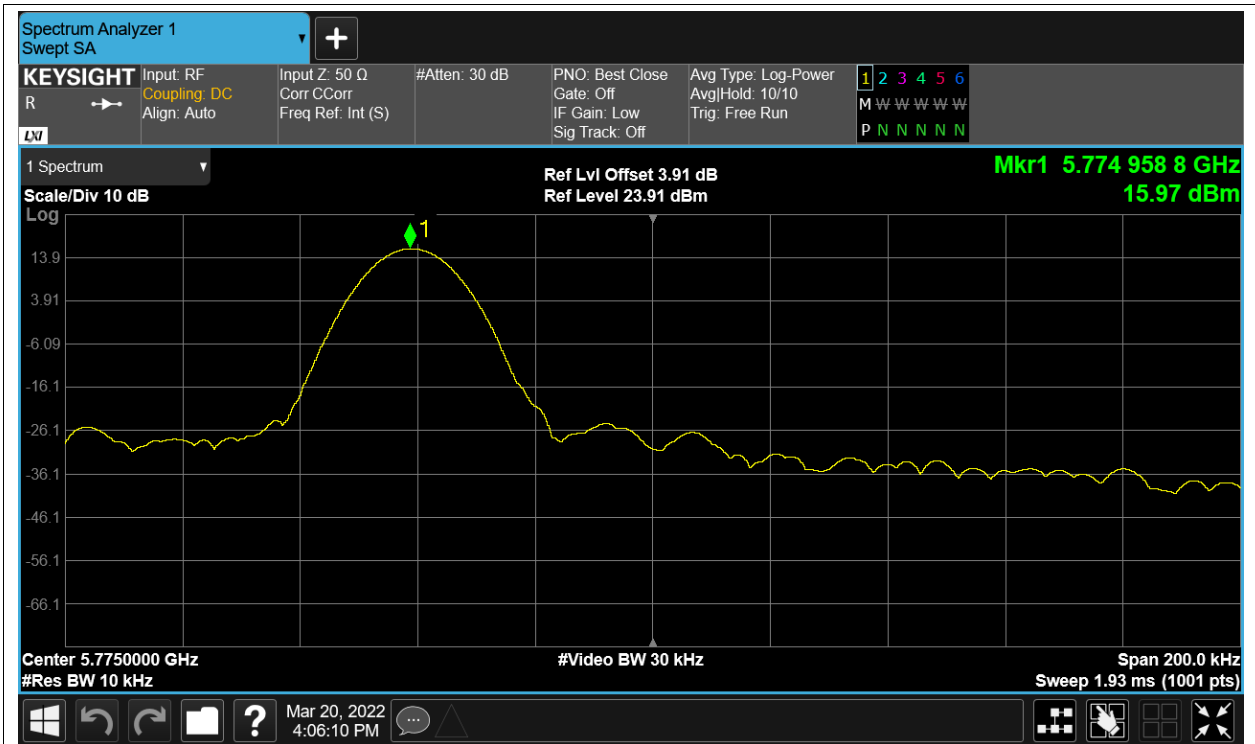 Spectrum Analyzer 1
Swept SA
KEYSIGHT
R
LXI
Input: RF
Coupling: DC
Align: Auto
Input Z: 50 Ω
Corr CCorr
Freq Ref: Int (S)
#Atten: 30 dB
PNO: Best Close
Gate: Off
IF Gain: Low
Sig Track: Off
Avg Type: Log-Power
Avg|Hold: 10/10
Trig: Free Run
1 2 3 4 5 6
M W W W W W
P N N N N N
1 Spectrum
Scale/Div 10 dB
Log
Ref Lvl Offset 3.91 dB
Ref Level 23.91 dBm
Mkr1 5.774 958 8 GHz
15.97 dBm
1
13.9
3.91
-6.09
-16.1
-26.1
-36.1
-46.1
-56.1
-66.1
Center 5.7750000 GHz
#Video BW 30 kHz
Span 200.0 kHz
#Res BW 10 kHz
Sweep 1.93 ms (1001 pts)
?
Mar 20, 2022
4:06:10 PM